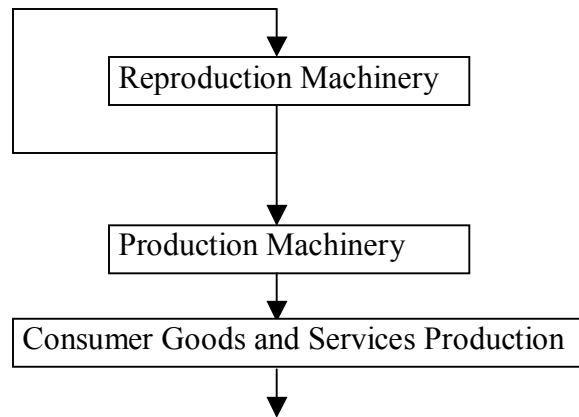 Reproduction Machinery
Production Machinery
Consumer Goods and Services Production